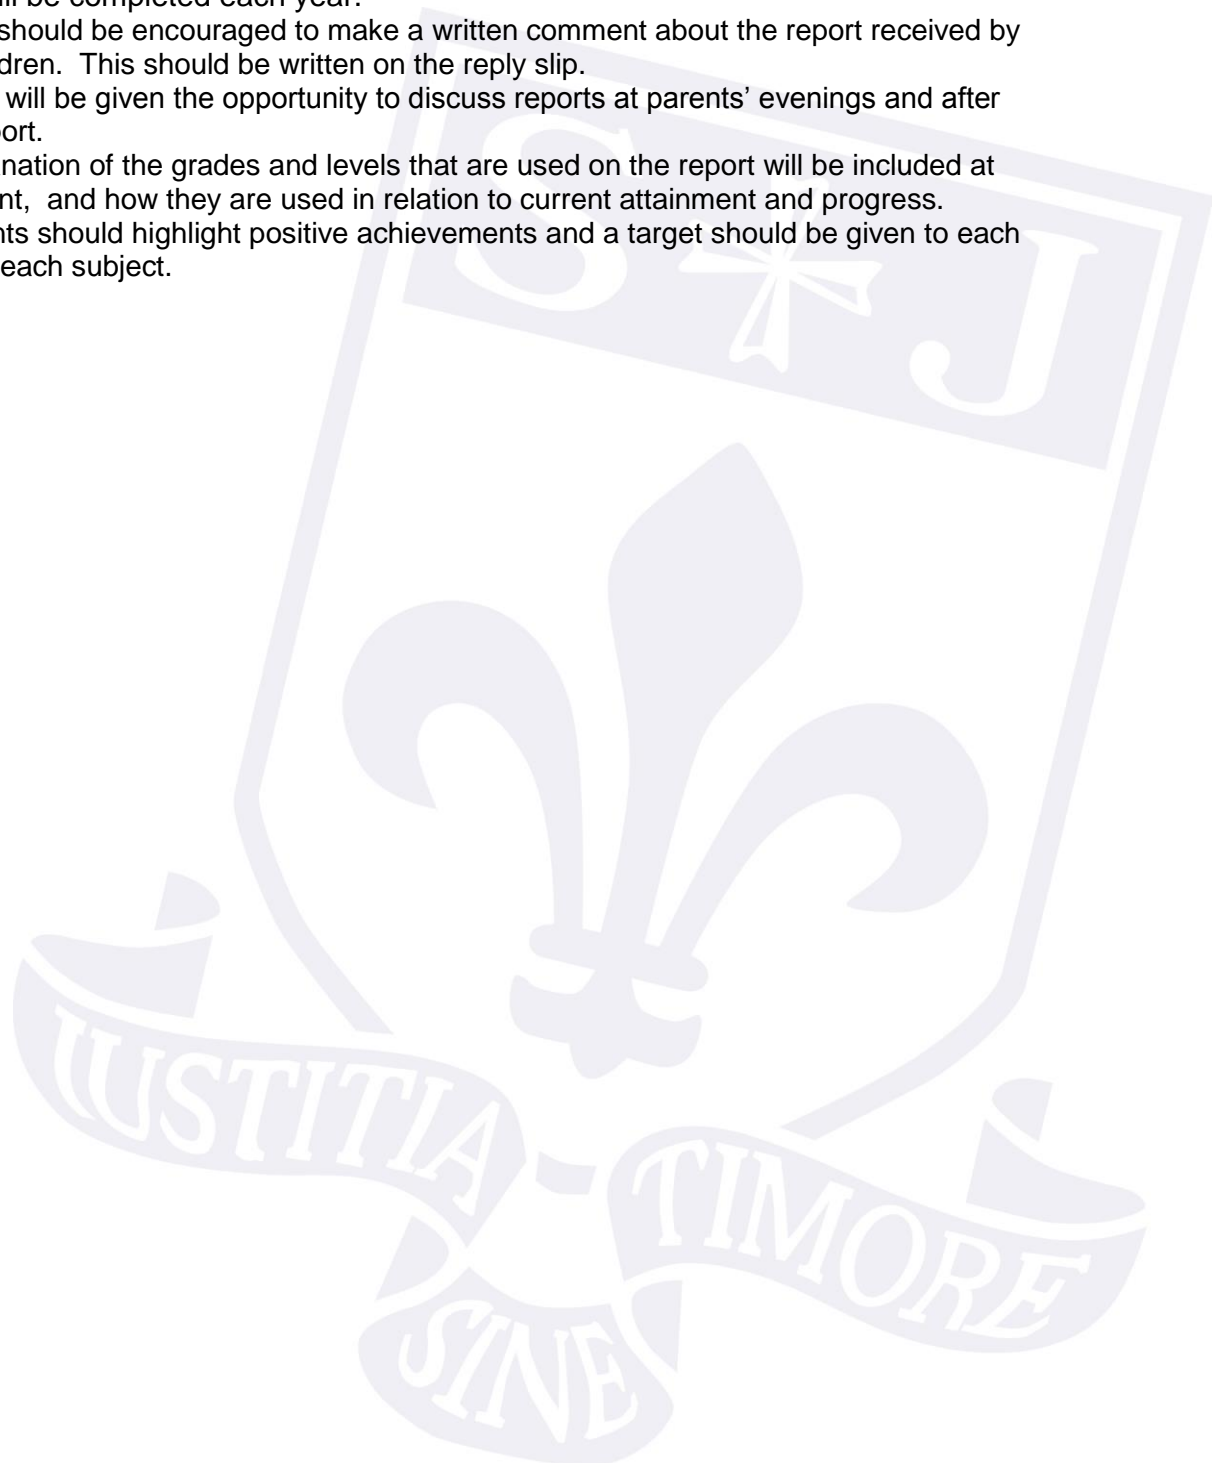 ll be completed each year.
should be encouraged to make a written comment about the report received by
dren. This should be written on the reply slip.
will be given the opportunity to discuss reports at parents' evenings and after
ort.
nation of the grades and levels that are used on the report will be included at
nt, and how they are used in relation to current attainment and progress.
nts should highlight positive achievements and a target should be given to each
each subject.
S J
IUSTITIA
SINE
TIMORE